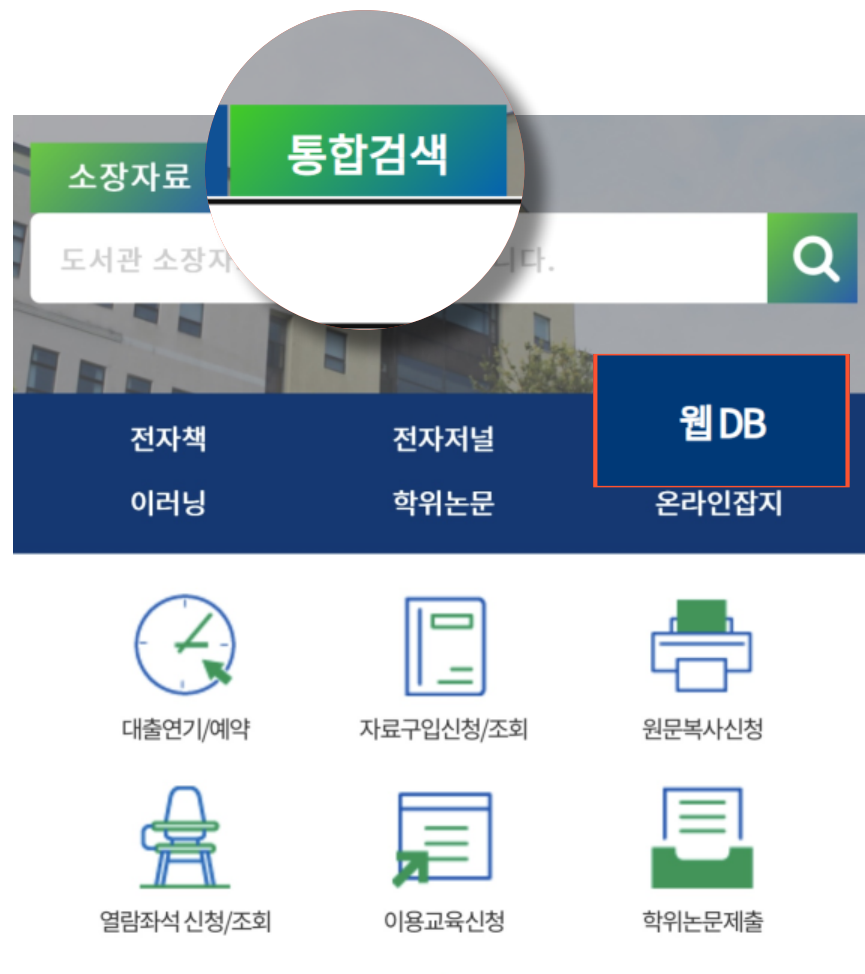 통합검색
소장자료
도서관 소장자
니다.
웹 DB
전자책 전자저널
이러닝 학위논문 온라인잡지
대출연기/예약 자료구입신청/조회 원문복사신청
열람좌석 신청/조회 이용교육신청 학위논문제출